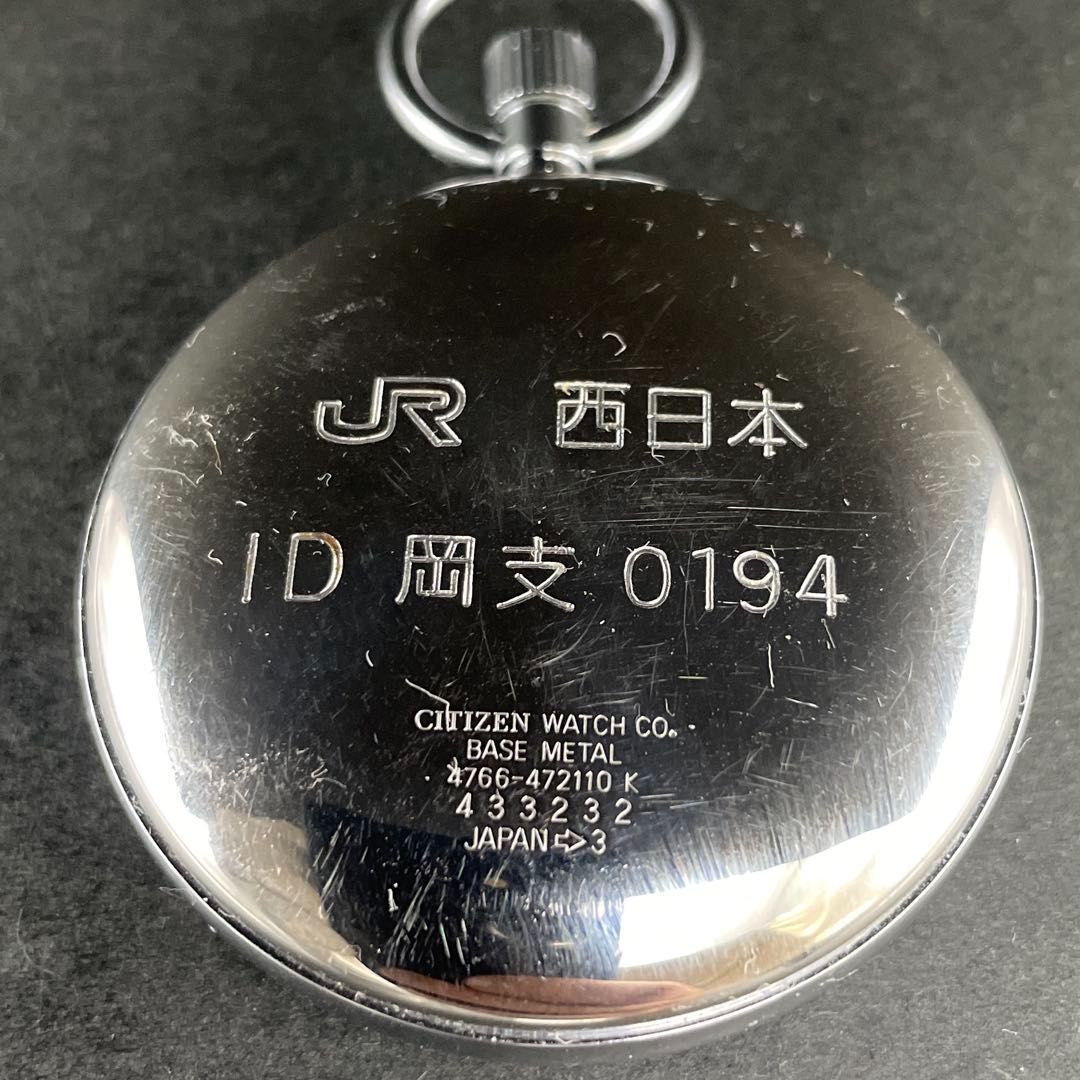 JR 西日本
ID 岡支 0194
CITIZEN WATCH CO.
BASE METAL
4766-472110 K
433232
JAPAN⇨3